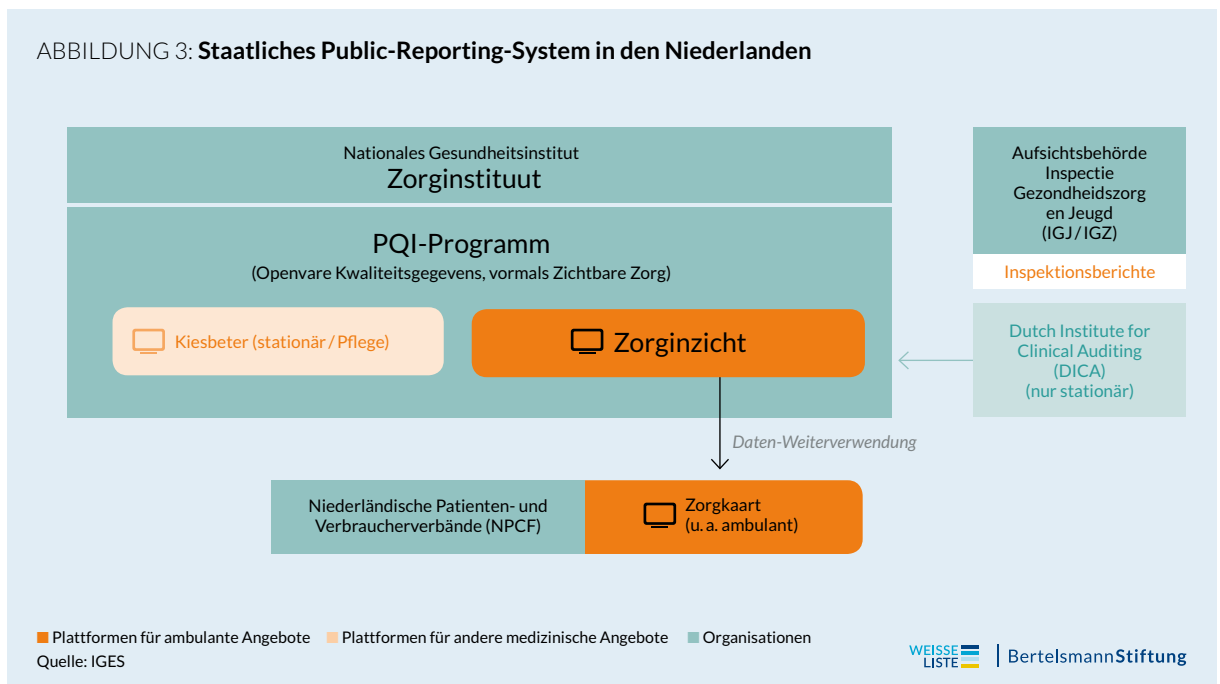 ABBILDUNG 3: Staatliches Public-Reporting-System in den Niederlanden
Nationales Gesundheitsinstitut
Zorginstituut
PQI-Programm
(Openvare Kwaliteitsgegevens, vormals Zichtbare Zorg)
Kiesbeter (stationär / Pflege)
Zorginzicht
Aufsichtsbehörde
Inspectie
Gezondheidszorg
en Jeugd
(IGJ / IGZ)
Inspektionsberichte
Dutch Institute for
Clinical Auditing
(DICA)
(nur stationär)
Daten-Weiterverwendung
Niederländische Patienten- und
Verbraucherverbände (NPCF)
Zorgkaart
(u. a. ambulant)
Plattformen für ambulante Angebote Plattformen für andere medizinische Angebote Organisationen
Quelle: IGES
WEISSE
LISTE
BertelsmannStiftung